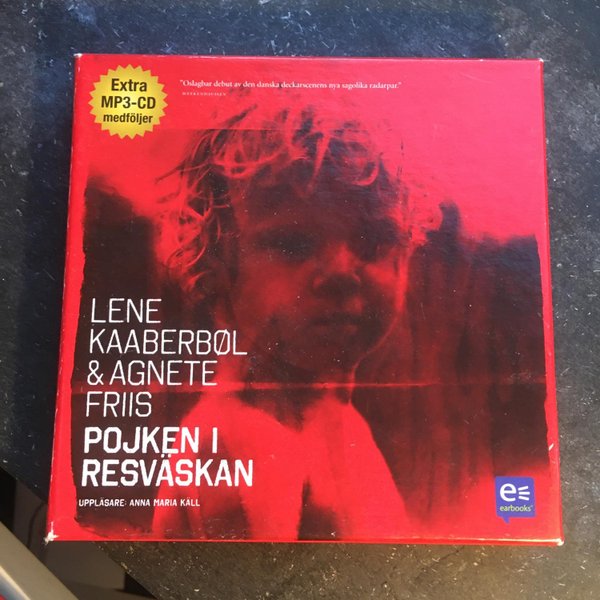 Extra
MP3-CD
medföljer
"Oslagbar debut av den danska deckarscenens nya sagolika radarpar."
WEEKENDAVISEN
LENE
KAABERBØL
& AGNETE
FRIIS
POJKEN I
RESVÄSKAN
UPPLÄSARE: ANNA MARIA KÄLL
e
earbooks®